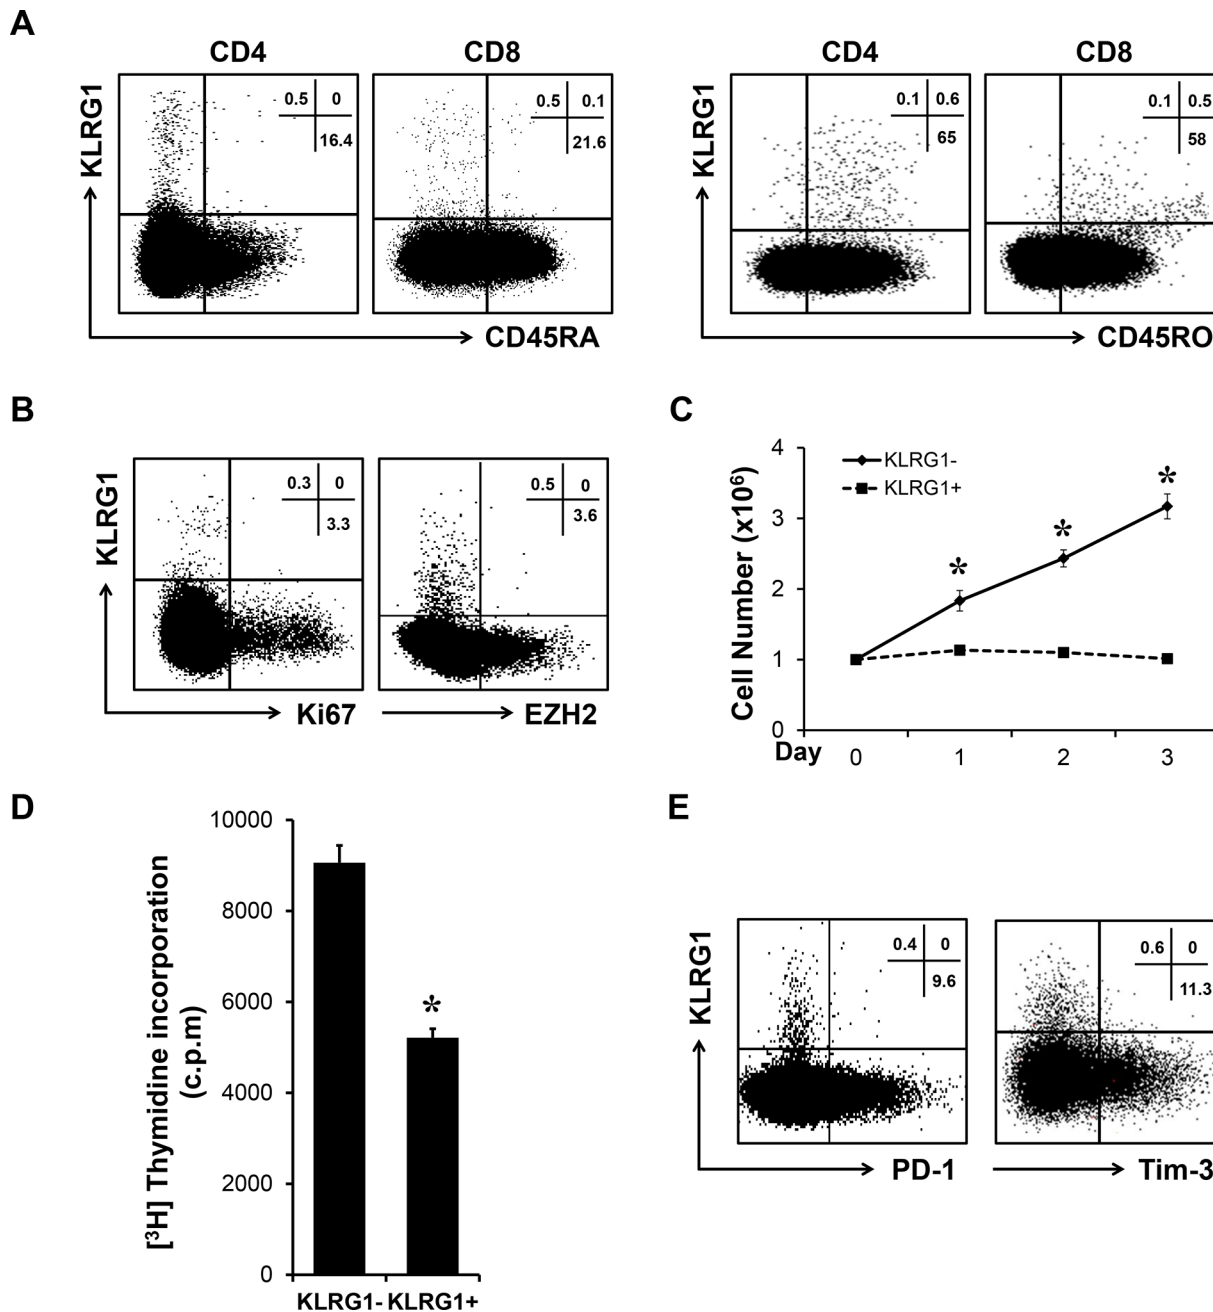 A
CD4 CD8 CD4 CD8
KLRG1
0.5 0
16.4
0.5 0.1
21.6
KLRG1
0.1 0.6
65
0.1 0.5
58
CD45RA
CD45RO
B
KLRG1
0.3 0
3.3
0.5 0
3.6
Ki67 EZH2
C
Cell Number (x10⁶)
KLRG1-
KLRG1+
4
3
2
1
0
* * *
Day 0 1 2 3
D
[³H] Thymidine incorporation
(c.p.m)
10000
8000
6000
4000
2000
0
*
KLRG1- KLRG1+
E
KLRG1
0.4 0
9.6
0.6 0
11.3
PD-1 Tim-3